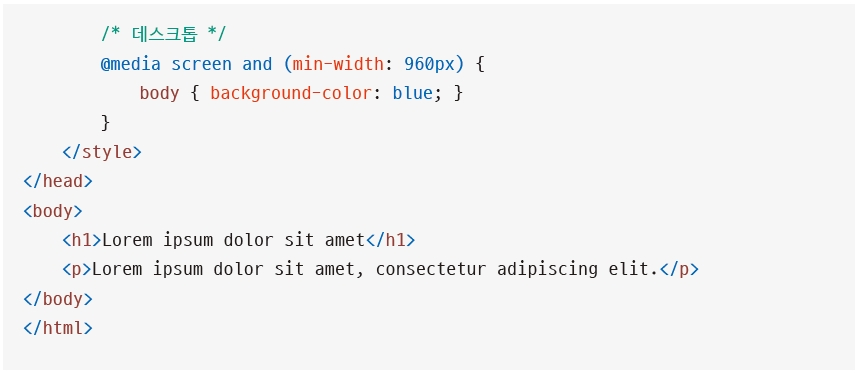 /* 데스크톱 */
@media screen and (min-width: 960px) {
body { background-color: blue; }
}
</style>
</head>
<body>
<h1>Lorem ipsum dolor sit amet</h1>
<p>Lorem ipsum dolor sit amet, consectetur adipiscing elit.</p>
</body>
</html>